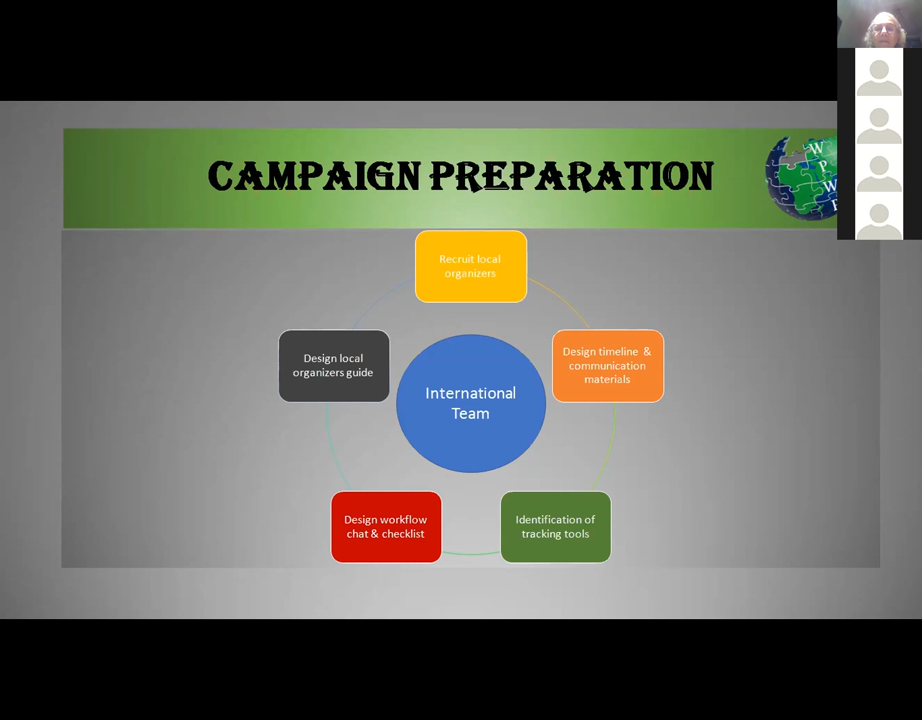 CAMPAIGN PREPARATION
W
P
W
P
Recruit local
organizers
Design timeline &
communication
materials
Identification of
tracking tools
Design workflow
chat & checklist
Design local
organizers guide
International
Team